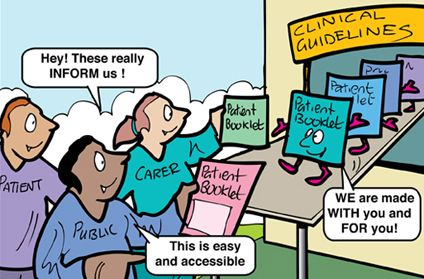 CLINICAL
GUIDELINES
Hey! These really
INFORM us !
Patient
Booklet
Patient
Booklet
Patient
let
PATIENT
CARER
PUBLIC
Patient
Booklet
WE are made
WITH you and
FOR you!
This is easy
and accessible